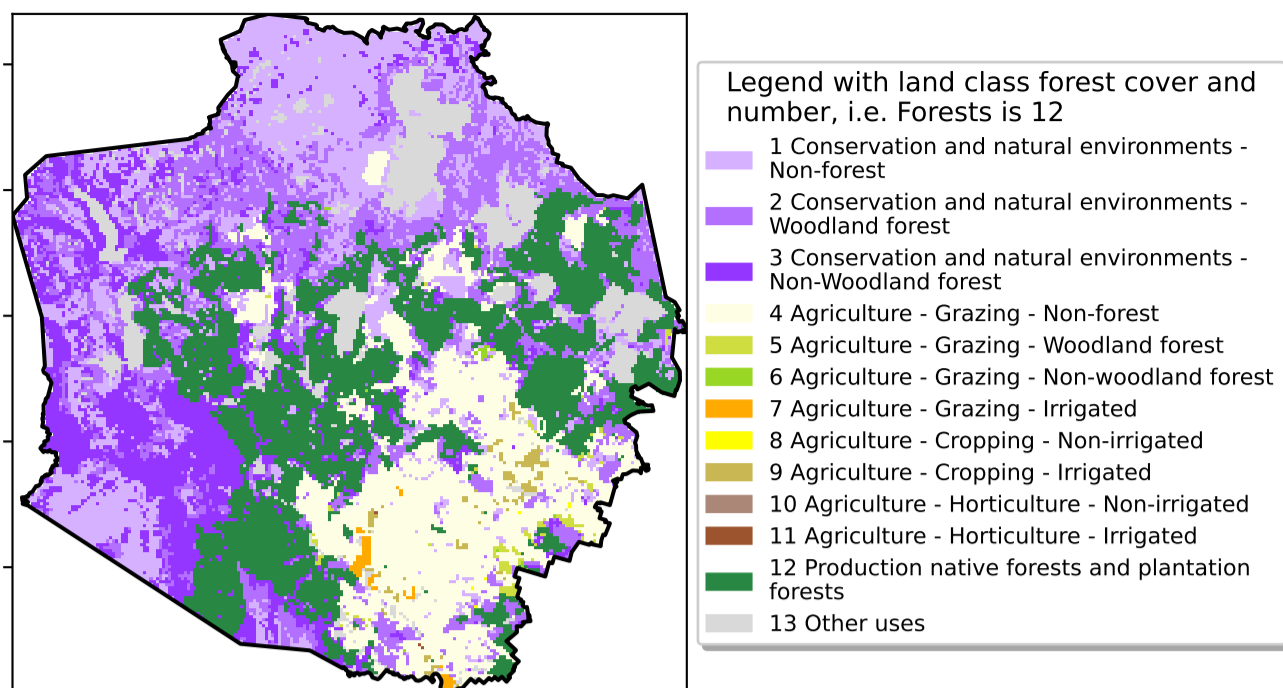 Legend with land class forest cover and
number, i.e. Forests is 12
1 Conservation and natural environments -
Non-forest
2 Conservation and natural environments -
Woodland forest
3 Conservation and natural environments -
Non-Woodland forest
4 Agriculture - Grazing - Non-forest
5 Agriculture - Grazing - Woodland forest
6 Agriculture - Grazing - Non-woodland forest
7 Agriculture - Grazing - Irrigated
8 Agriculture - Cropping - Non-irrigated
9 Agriculture - Cropping - Irrigated
10 Agriculture - Horticulture - Non-irrigated
11 Agriculture - Horticulture - Irrigated
12 Production native forests and plantation
forests
13 Other uses